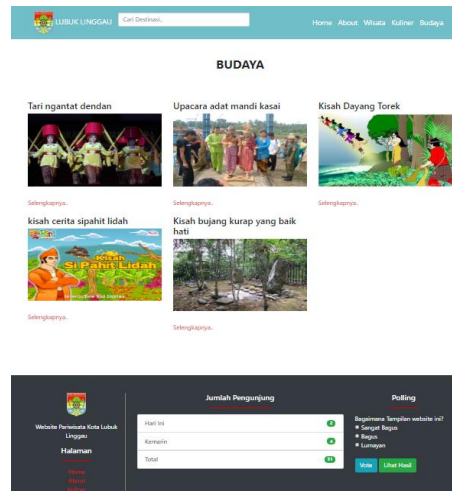 LUBUK LINGGAU
Cari Destinasi..
Home About Wisata Kuliner Budaya
BUDAYA
Tari ngantat dendan
Upacara adat mandi kasai
Kisah Dayang Torek
Selengkapnya..
Selengkapnya..
Selengkapnya..
kisah cerita sipahit lidah
Kisah bujang kurap yang baik
hati
Kisah
Si Pahit Lidah
Selengkapnya..
Selengkapnya..
Website Pariwisata Kota Lubuk
Linggau
Halaman
Home
About
Kuliner
Jumlah Pengunjung
Hari Ini
Kemarin
Total
Polling
Bagaimana Tampilan website ini?
Sangat Bagus
Bagus
Lumayan
Vote
Lihat Hasil